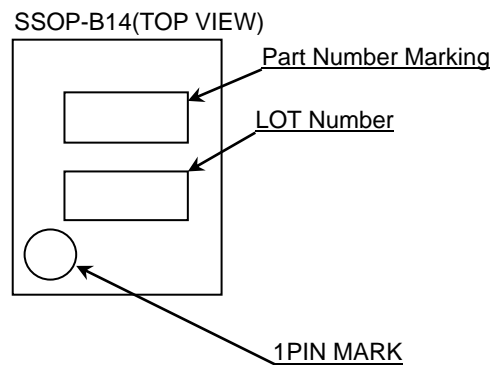 SSOP-B14(TOP VIEW)
Part Number Marking
LOT Number
1PIN MARK